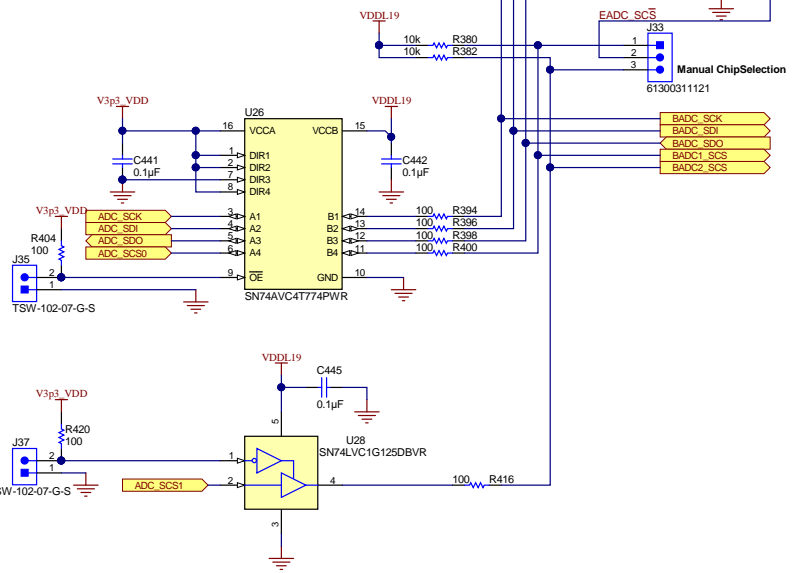 VDDL19
EADC_SCS
J33
10k R380
1
10k R382
2
3
Manual ChipSelection
61300311121
V3p3_VDD
VDDL19
U26
16 VCCA VCCB 15
BADC_SCK
BADC_SDI
BADC_SDO
BADC1_SCS
BADC2_SCS
C441
0.1µF
1 DIR1
2 DIR2
7 DIR3
8 DIR4
C442
0.1µF
V3p3_VDD
ADC_SCK 3 A1 B1 14 100 R394
ADC_SDI 4 A2 B2 13 100 R396
ADC_SDO 5 A3 B3 12 100 R398
ADC_SCS0 6 A4 B4 11 100 R400
R404
100
J35
2
1
9 OE GND 10
SN74AVC4T774PWR
TSW-102-07-G-S
VDDL19
C445
0.1µF
V3p3_VDD
5
R420
100
J37
2
1
U28
SN74LVC1G125DBVR
1
ADC_SCS1 2 4 100 R416
SW-102-07-G-S
3